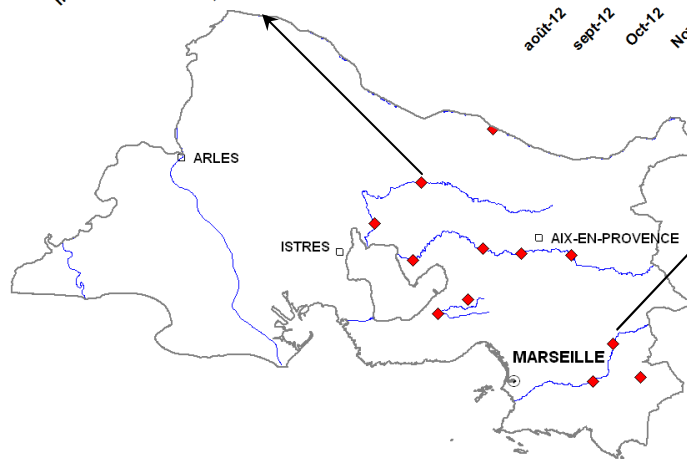 août-12
sept-12
Oct-12
ARLES
ISTRES
AIX-EN-PROVENCE
MARSEILLE